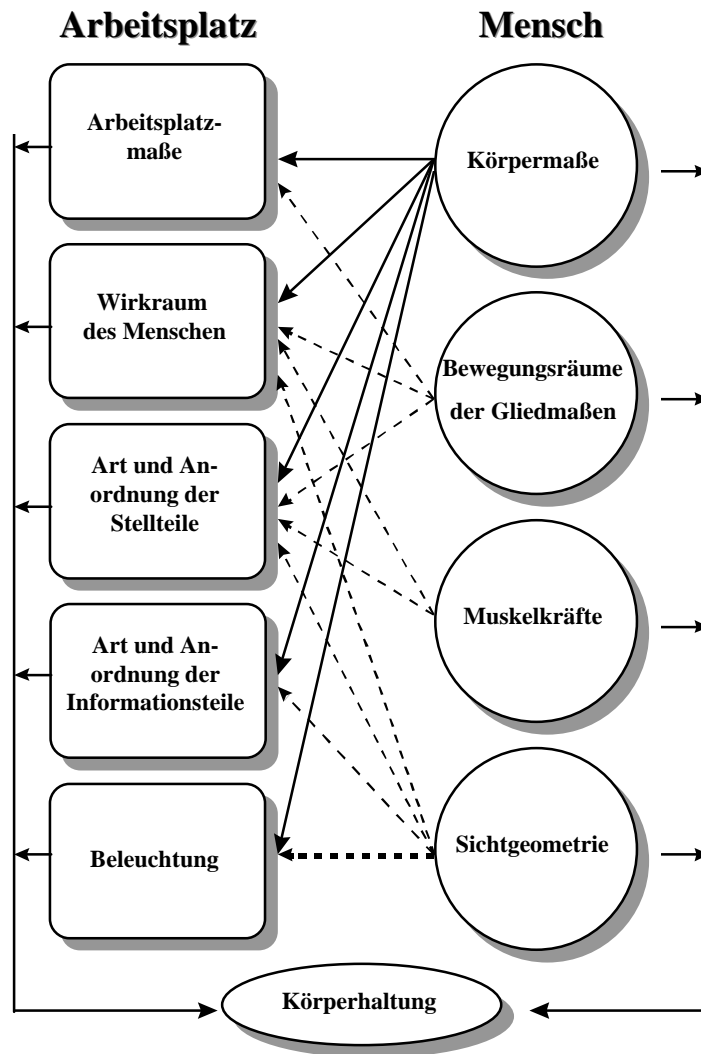 Arbeitsplatz
Mensch
Arbeitsplatz-
maße
Wirkraum
des Menschen
Art und An-
ordnung der
Stellteile
Art und An-
ordnung der
Informationsteile
Beleuchtung
Körpermaße
Bewegungsräume
der Gliedmaßen
Muskelkräfte
Sichtgeometrie
Körperhaltung